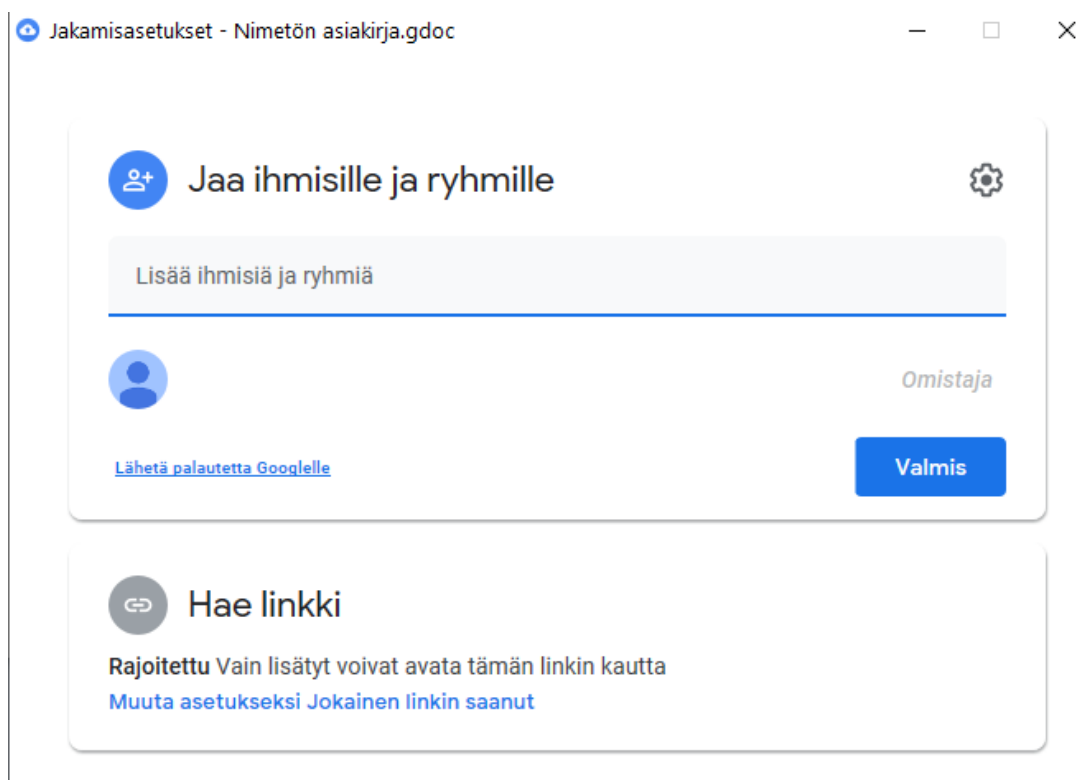 Jakamisasetukset - Nimetön asiakirja.gdoc
Jaa ihmisille ja ryhmille
Lisää ihmisiä ja ryhmiä
Omistaja
Lähetä palautetta Googlelle
Valmis
Hae linkki
Rajoitettu Vain lisätyt voivat avata tämän linkin kautta
Muuta asetukseksi Jokainen linkin saanut